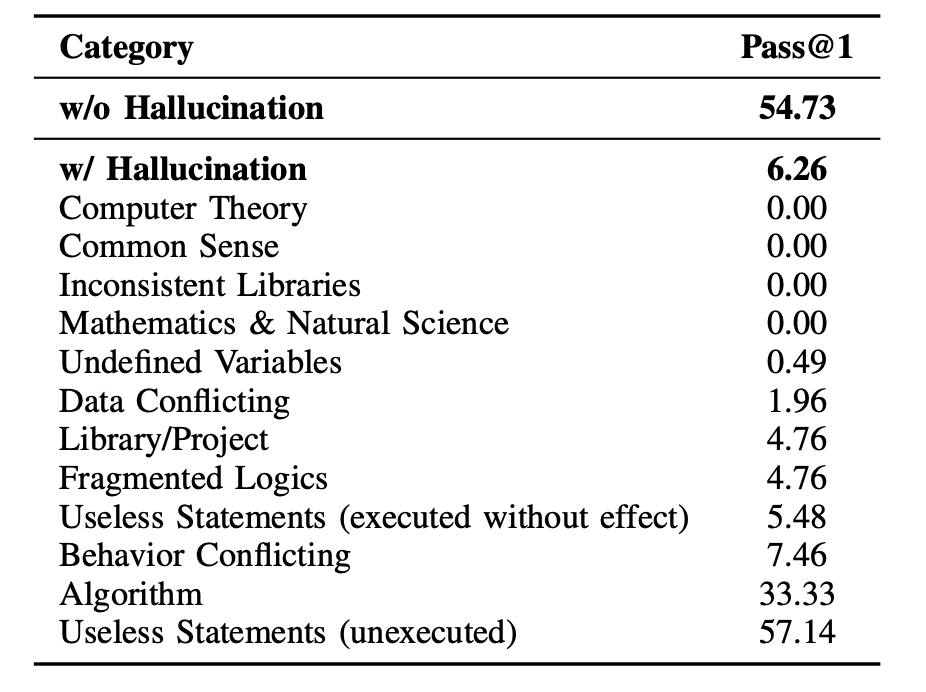 Category Pass@1
w/o Hallucination 54.73
w/ Hallucination 6.26
Computer Theory 0.00
Common Sense 0.00
Inconsistent Libraries 0.00
Mathematics & Natural Science 0.00
Undefined Variables 0.49
Data Conflicting 1.96
Library/Project 4.76
Fragmented Logics 4.76
Useless Statements (executed without effect) 5.48
Behavior Conflicting 7.46
Algorithm 33.33
Useless Statements (unexecuted) 57.14